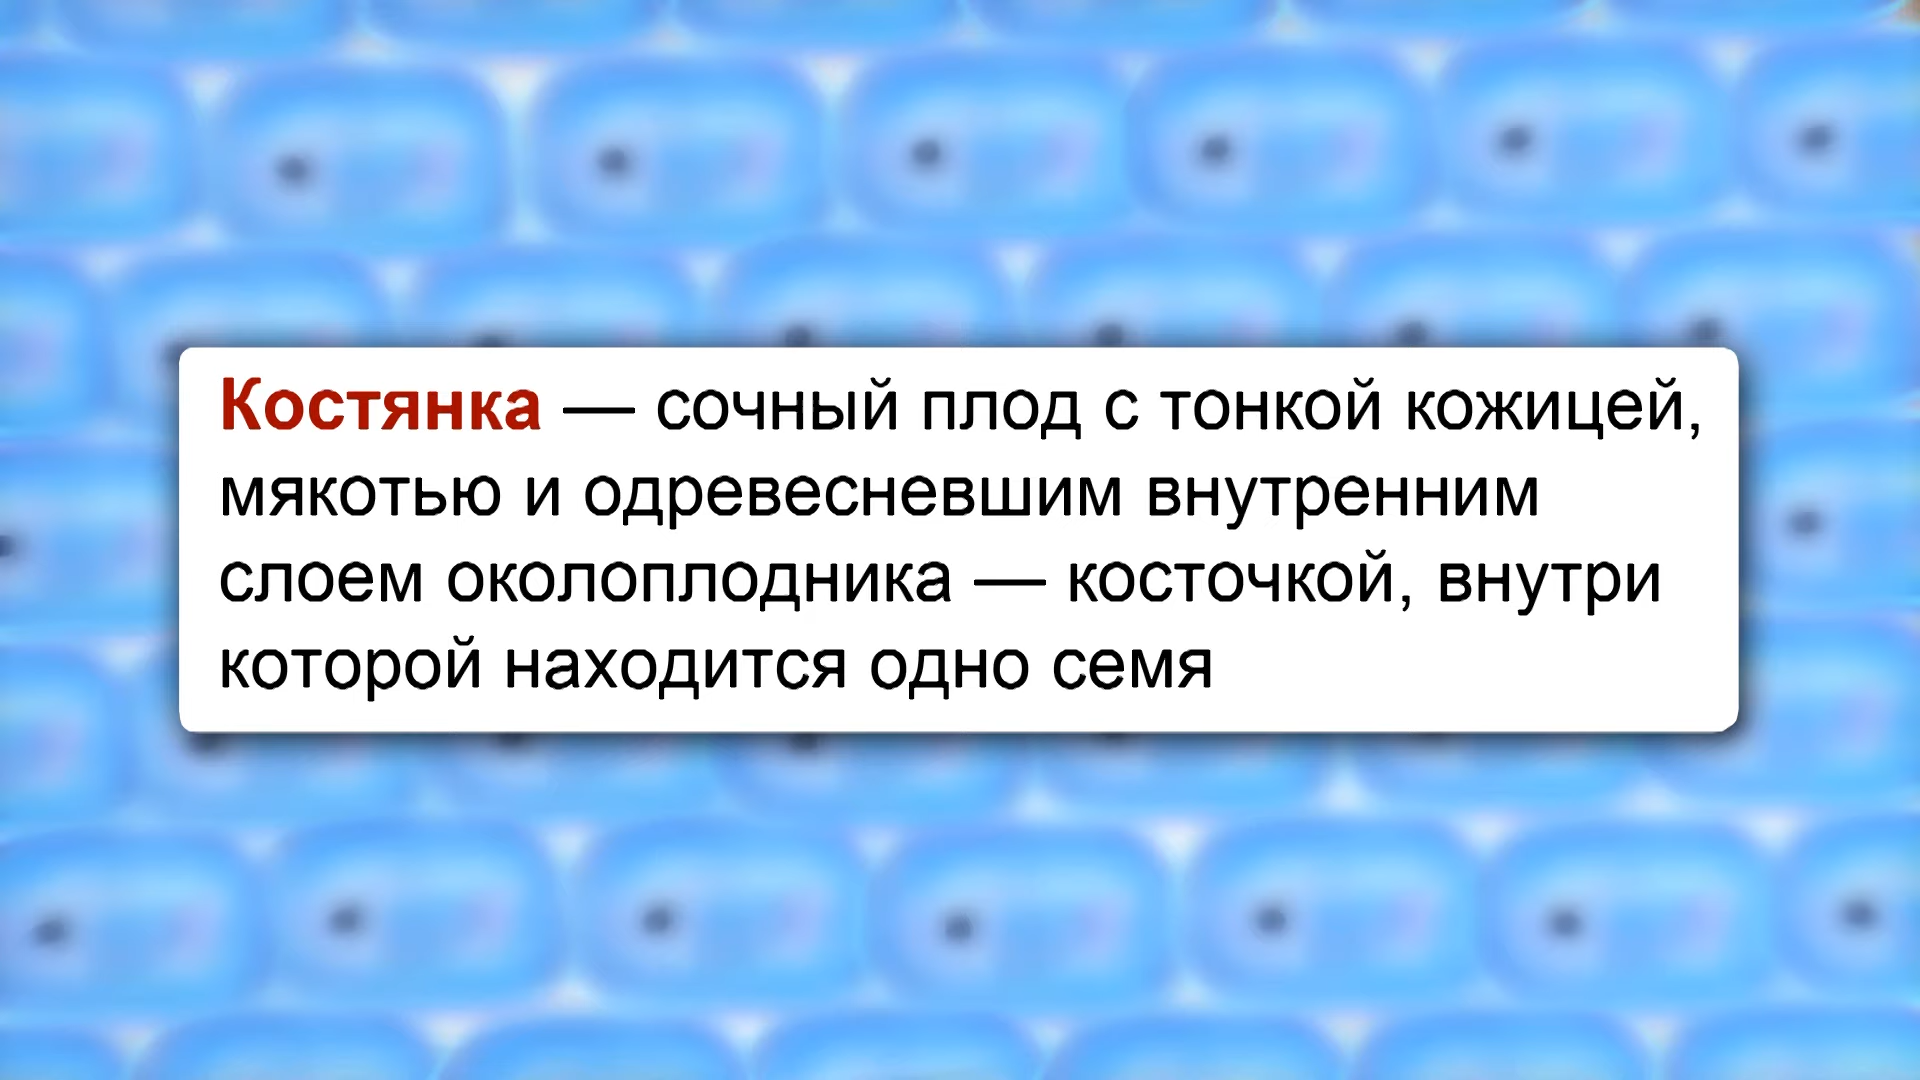 Костянка — сочный плод с тонкой кожицей,
мякотью и одревесневшим внутренним
слоем околоплодника — косточкой, внутри
которой находится одно семя